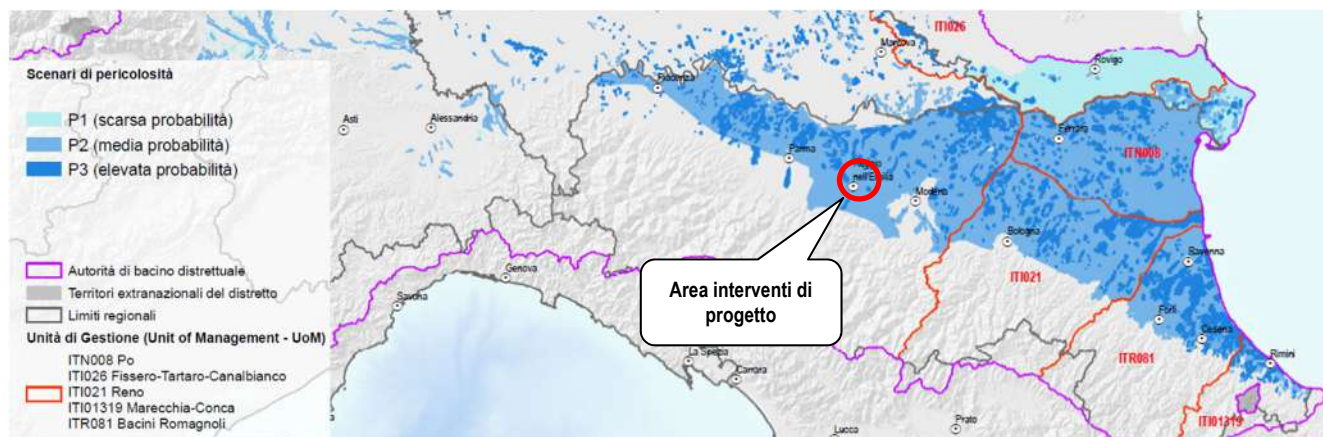 Scenari di pericolosità
P1 (scarsa probabilità)
P2 (media probabilità)
P3 (elevata probabilità)
Autorità di bacino distrettuale
Territori extranazionali del distretto
Limiti regionali
Unità di Gestione (Unit of Management - UoM)
ITN008 Po
ITI026 Fissero-Tartaro-Canalbianco
ITI021 Reno
ITI01319 Marecchia-Conca
ITR081 Bacini Romagnoli
ITI026
Mantova
Rovigo
Piacenza
Asti
Alessandria
Ferrara
ITN008
Parma
nell'Emilia
Modena
Bologna
Ravenna
Genova
Savona
Area interventi di
progetto
ITI021
Forlì
Cesena
ITR081
Rimini
La Spezia
Carrara
Lucca
Prato
ITI01319